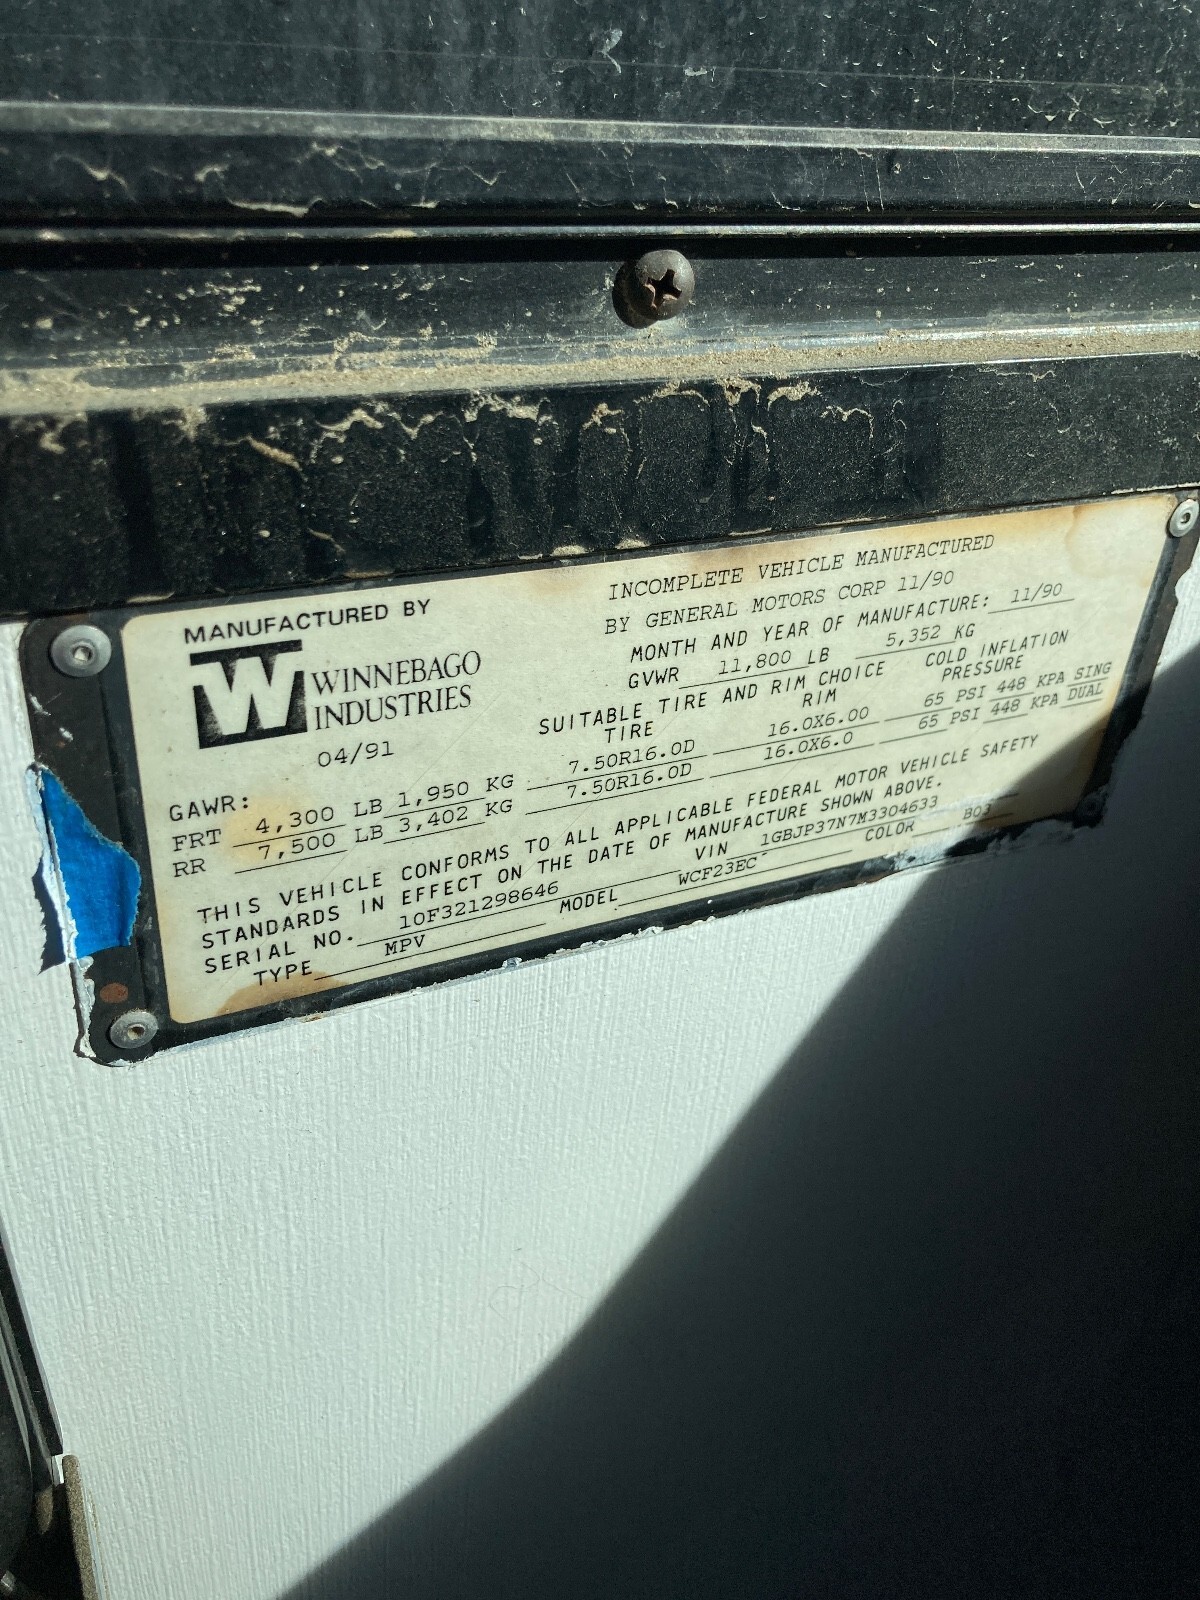 MANUFACTURED BY
W WINNEBAGO
INDUSTRIES
04/91
INCOMPLETE VEHICLE MANUFACTURED
BY GENERAL MOTORS CORP 11/90
MONTH AND YEAR OF MANUFACTURE: 11/90
GVWR 11,800 LB 5,352 KG
SUITABLE TIRE AND RIM CHOICE
TIRE RIM
COLD INFLATION
PRESSURE
GAWR:
FRT 4,300 LB 1,950 KG 7.50R16.0D 16.0X6.00 65 PSI 448 KPA SING
RR 7,500 LB 3,402 KG 7.50R16.0D 16.0X6.0 65 PSI 448 KPA DUAL
THIS VEHICLE CONFORMS TO ALL APPLICABLE FEDERAL MOTOR VEHICLE SAFETY
STANDARDS IN EFFECT ON THE DATE OF MANUFACTURE SHOWN ABOVE.
SERIAL NO. 10F321298646 VIN 1GBJP37N7M3304633
TYPE MPV MODEL WCF23EC COLOR B03